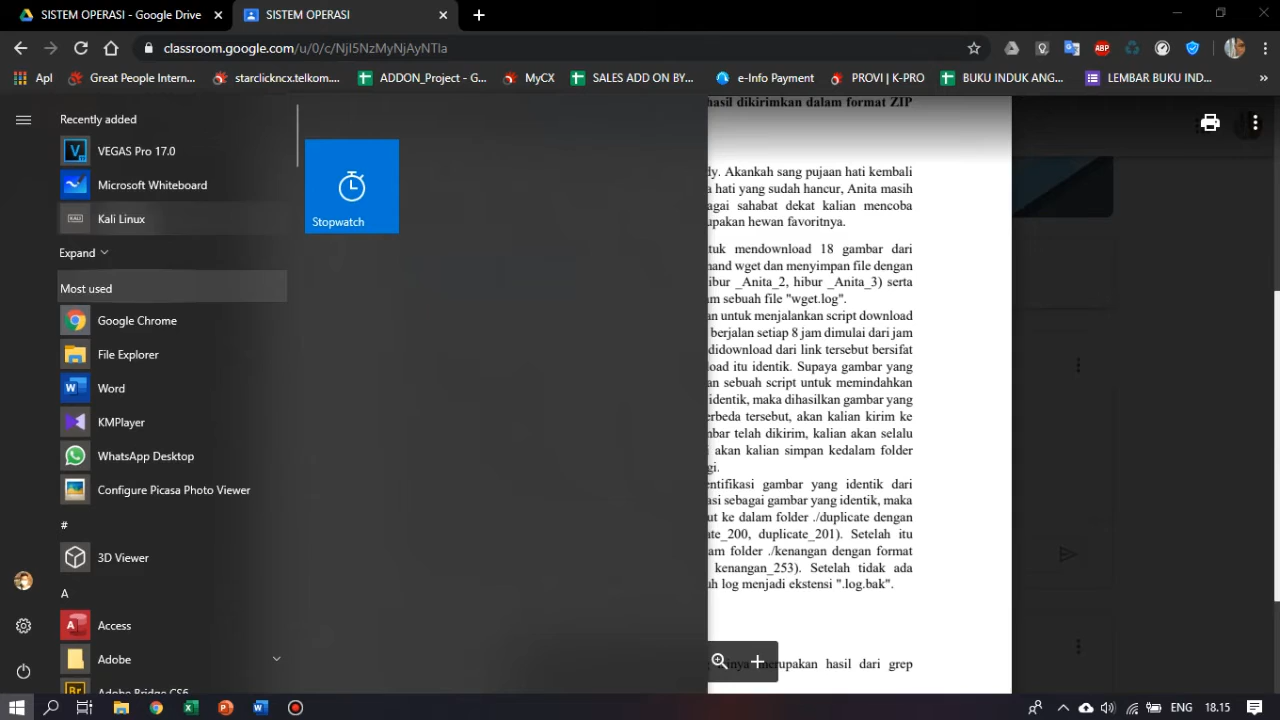 SISTEM OPERASI - Google Drive
SISTEM OPERASI
classroom.google.com/u/0/c/NjI5NzMyNjAyNTla
Apl
Great People Intern...
starclickncx.telkom....
ADDON_Project - G...
MyCX
SALES ADD ON BY...
e-Info Payment
PROVI | K-PRO
BUKU INDUK ANG...
LEMBAR BUKU IND...
»
Recently added
VEGAS Pro 17.0
Microsoft Whiteboard
KALI
Kali Linux
Expand
Most used
Google Chrome
File Explorer
Word
KMPlayer
WhatsApp Desktop
Configure Picasa Photo Viewer
#
3D Viewer
A
Access
Adobe
Adobe Bridge CS6
Stopwatch
hasil dikirimkan dalam format ZIP
dy. Akankah sang pujaan hati kembali
a hati yang sudah hancur, Anita masih
agai sahabat dekat kalian mencoba
upakan hewan favoritnya.
tuk mendownload 18 gambar dari
nand wget dan menyimpan file dengan
hibur _Anita_2, hibur _Anita_3) serta
m sebuah file "wget.log".
an untuk menjalankan script download
berjalan setiap 8 jam dimulai dari jam
didownload dari link tersebut bersifat
load itu identik. Supaya gambar yang
an sebuah script untuk memindahkan
identik, maka dihasilkan gambar yang
erbeda tersebut, akan kalian kirim ke
mbar telah dikirim, kalian akan selalu
i akan kalian simpan kedalam folder
gi.
entifikasi gambar yang identik dari
asi sebagai gambar yang identik, maka
ut ke dalam folder ./duplicate dengan
ate_200, duplicate_201). Setelah itu
am folder ./kenangan dengan format
kenangan_253). Setelah tidak ada
uh log menjadi ekstensi ".log.bak".
merupakan hasil dari grep
ABP
ENG
18.15